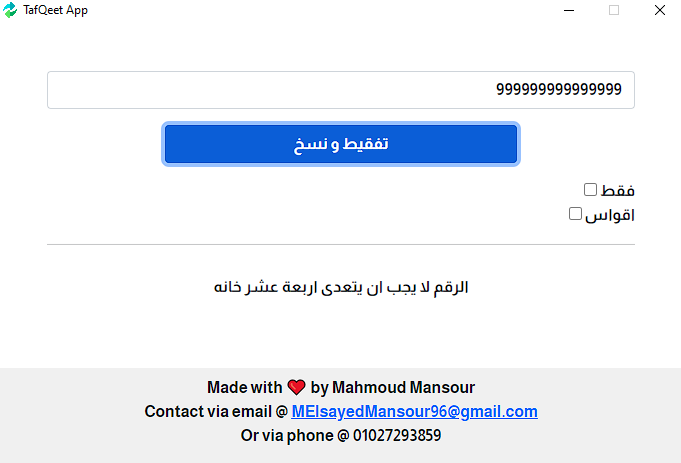 TafQeet App
999999999999999
تفقيط و نسخ
فقط
اقواس
الرقم لا يجب ان يتعدى اربعة عشر خانه
Made with ❤️ by Mahmoud Mansour
Contact via email @ MElsayedMansour96@gmail.com
Or via phone @ 01027293859